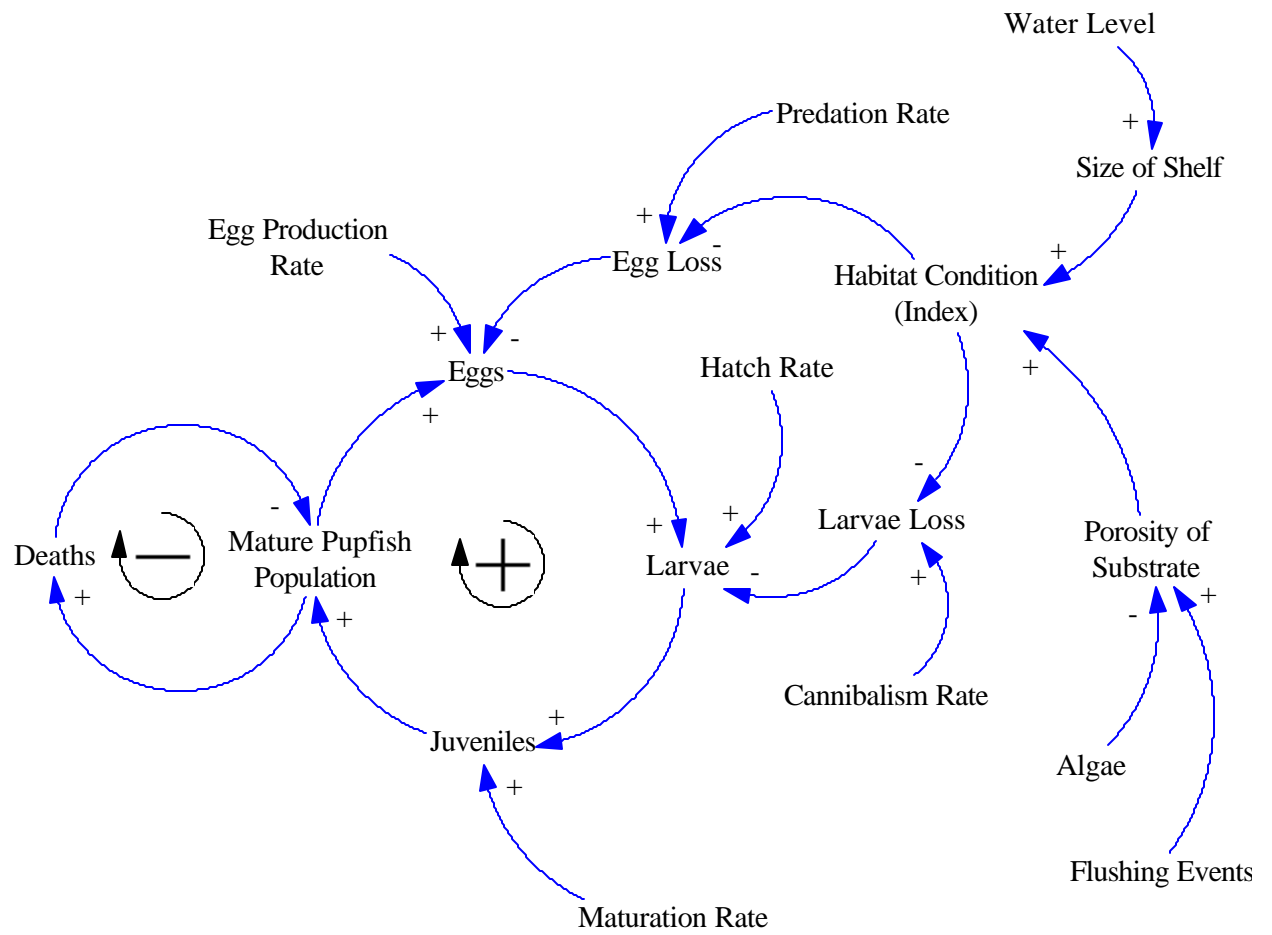 Water Level
+
Predation Rate
Size of Shelf
+
+
-
Egg Production
Rate
Egg Loss
Habitat Condition
(Index)
+
+
-
Eggs
+
Hatch Rate
+
-
-
+
+
Larvae Loss
Deaths
Mature Pupfish
Population
Larvae
-
Porosity of
Substrate
+
+
+
-
+
—
+
Cannibalism Rate
+
Juveniles
Algae
+
Flushing Events
Maturation Rate